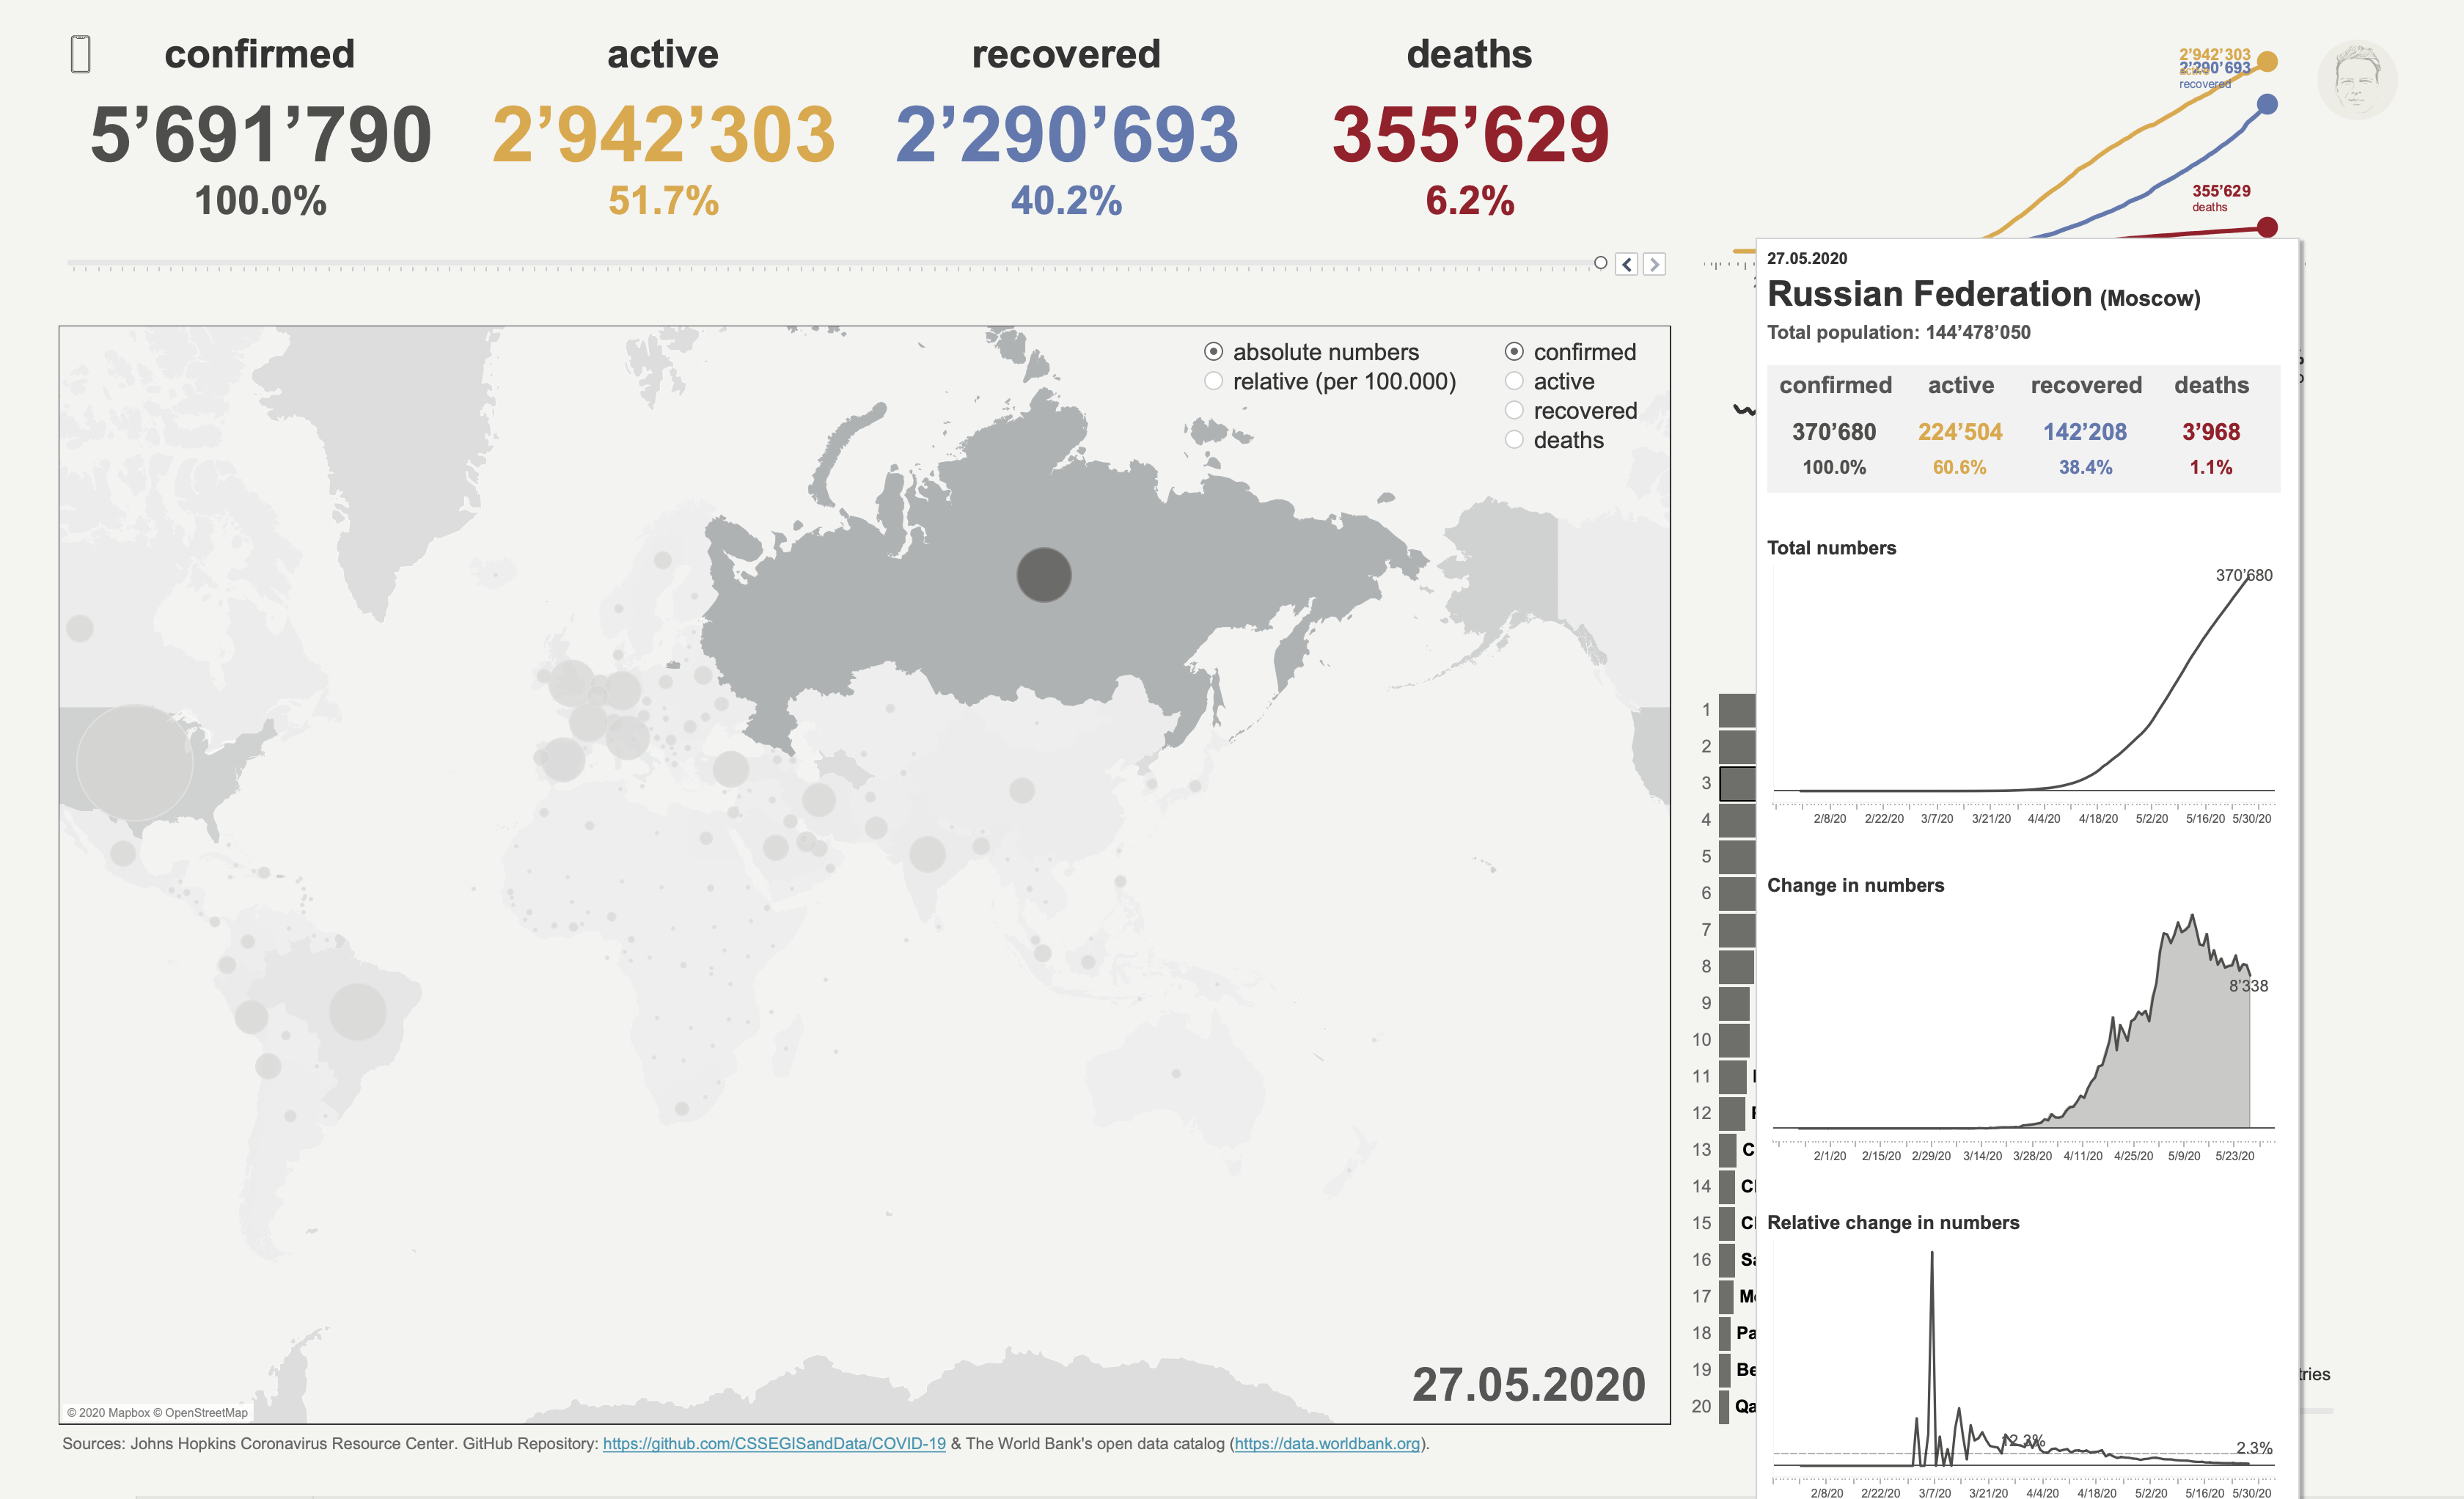 confirmed active recovered deaths
5’691’790 2’942’303 2’290’693 355’629
100.0% 51.7% 40.2% 6.2%
2’942’303
2’290’693
recovered
355’629
deaths
absolute numbers
relative (per 100.000)
confirmed
active
recovered
deaths
27.05.2020
© 2020 Mapbox © OpenStreetMap
Sources: Johns Hopkins Coronavirus Resource Center. GitHub Repository: https://github.com/CSSEGISandData/COVID-19 & The World Bank's open data catalog (https://data.worldbank.org).
1
2
3
4
5
6
7
8
9
10
11
12
13 C
14
15
16 Sa
17
18 Pa
19 Be
20 Qa
tries
27.05.2020
Russian Federation (Moscow)
Total population: 144’478’050
confirmed active recovered deaths
370’680 224’504 142’208 3’968
100.0% 60.6% 38.4% 1.1%
Total numbers
370’680
2/8/20 2/22/20 3/7/20 3/21/20 4/4/20 4/18/20 5/2/20 5/16/20 5/30/20
Change in numbers
8’338
2/1/20 2/15/20 2/29/20 3/14/20 3/28/20 4/11/20 4/25/20 5/9/20 5/23/20
Relative change in numbers
12.3%
2.3%
2/8/20 2/22/20 3/7/20 3/21/20 4/4/20 4/18/20 5/2/20 5/16/20 5/30/20